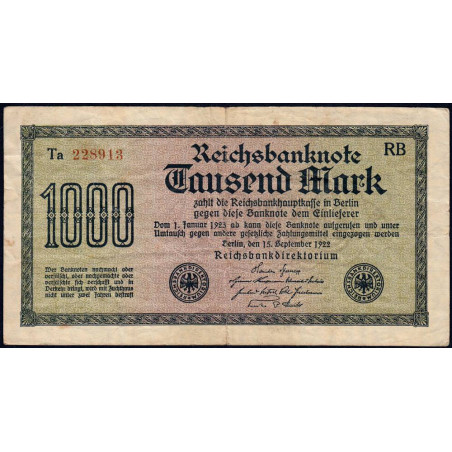 Ta 228913
RB
Reichsbanknote
Tausend Mark
1000
zahlt die Reichsbankhauptkasse in Berlin
gegen diese Banknote dem Einlieferer
Vom 1. Januar 1923 ab kann diese Banknote aufgerufen und unter
Umtausch gegen andere gesetzliche Zahlungsmittel eingezogen werden
Berlin, den 15. September 1922
Reichsbankdirektorium
Wer Banknoten nachmacht oder
verfälscht, oder nachgemachte oder
verfälschte sich verschafft und in
Verkehr bringt, wird mit Zuchthaus
nicht unter zwei Jahren bestraft